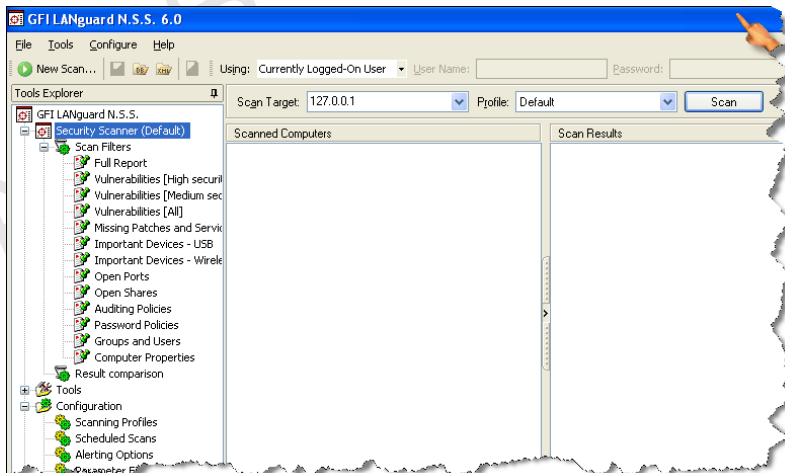 GFI LANguard N.S.S. 6.0
File Tools Configure Help
New Scan... Using: Currently Logged-On User User Name: Password:
Tools Explorer
Scan Target: 127.0.0.1 Profile: Default Scan
GFI LANguard N.S.S.
Security Scanner (Default)
Scanned Computers Scan Results
Scan Filters
Full Report
Vulnerabilities [High securi
Vulnerabilities [Medium sec
Vulnerabilities [All]
Missing Patches and Servic
Important Devices - USB
Important Devices - Wirele
Open Ports
Open Shares
Auditing Policies
Password Policies
Groups and Users
Computer Properties
Result comparison
Tools
Configuration
Scanning Profiles
Scheduled Scans
Alerting Options
Parameter